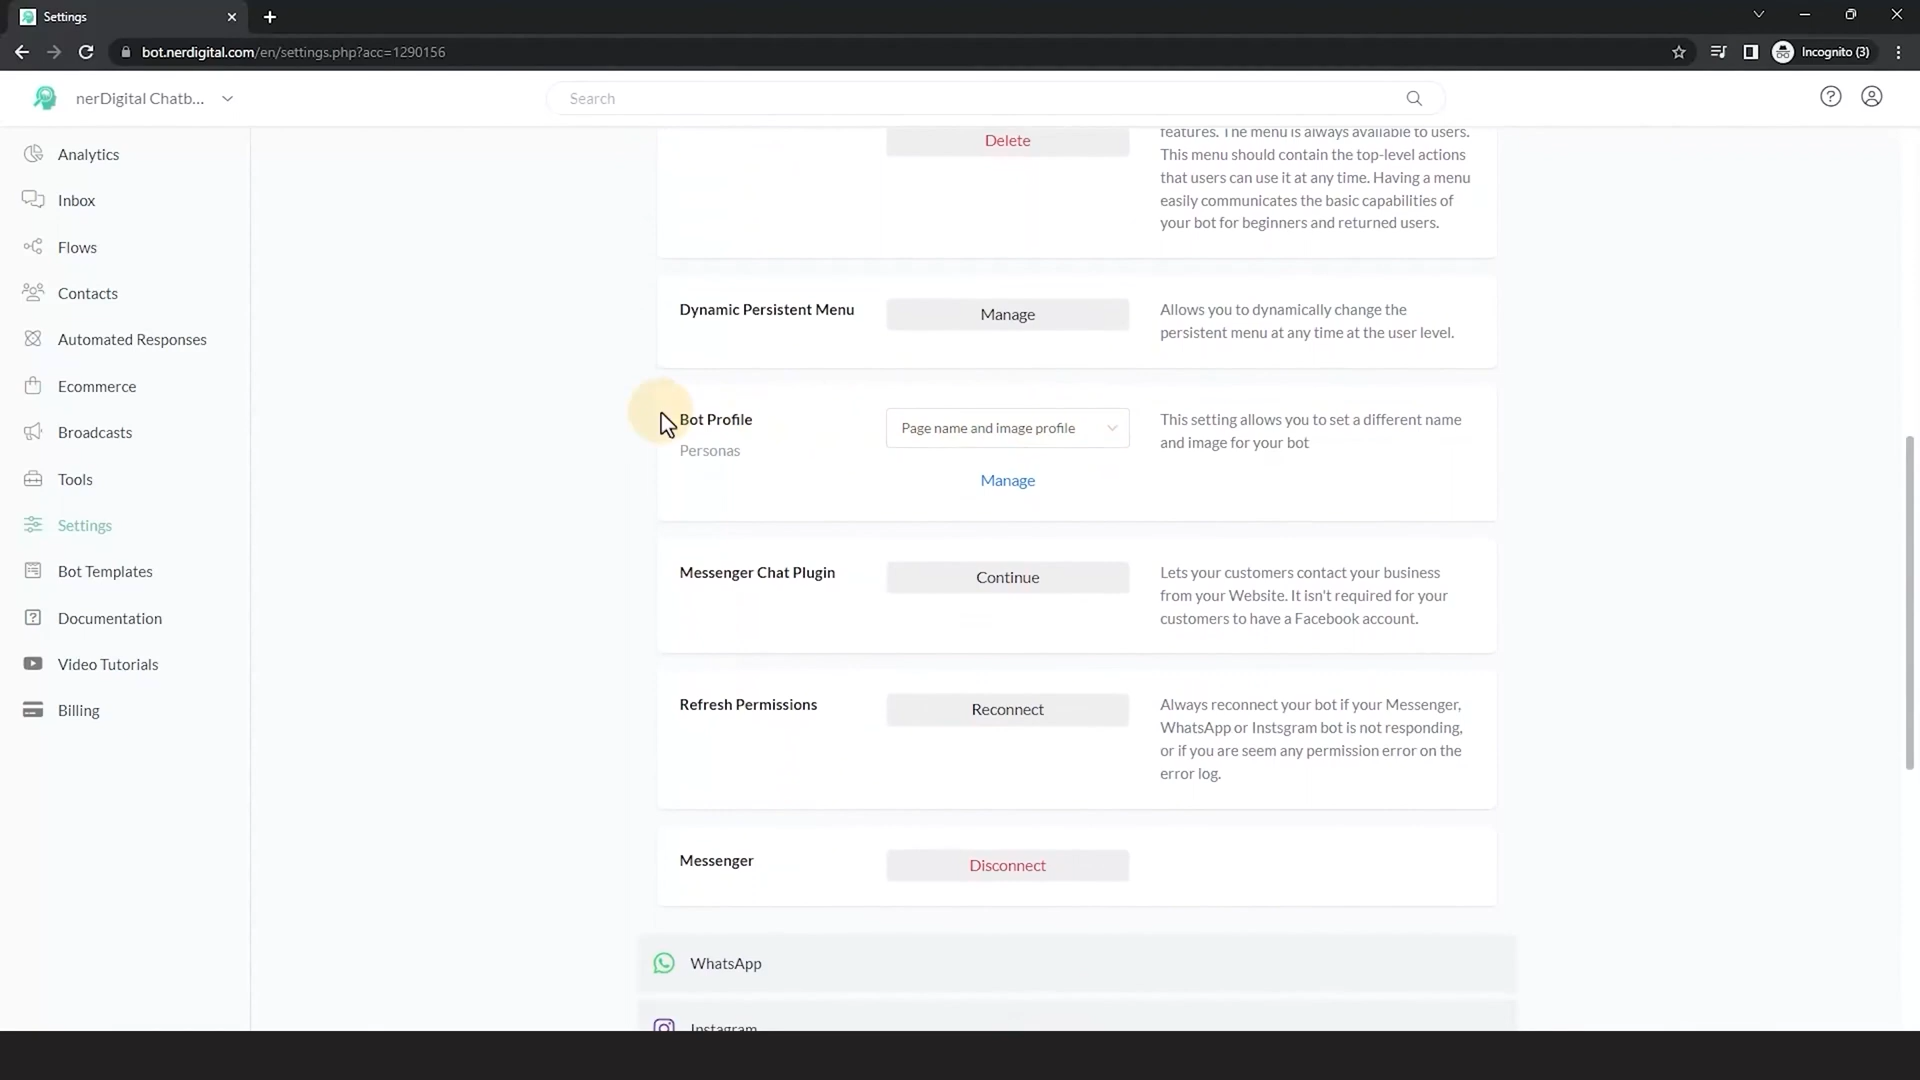 Settings
bot.nerdigital.com/en/settings.php?acc=1290156
Incognito (3)
nerDigital Chatb...
Search
Analytics
Inbox
Flows
Contacts
Automated Responses
Ecommerce
Broadcasts
Tools
Settings
Bot Templates
Documentation
Video Tutorials
Billing
Delete
features. The menu is always available to users.
This menu should contain the top-level actions
that users can use it at any time. Having a menu
easily communicates the basic capabilities of
your bot for beginners and returned users.
Dynamic Persistent Menu
Manage
Allows you to dynamically change the
persistent menu at any time at the user level.
Bot Profile
Personas
Page name and image profile
Manage
This setting allows you to set a different name
and image for your bot
Messenger Chat Plugin
Continue
Lets your customers contact your business
from your Website. It isn't required for your
customers to have a Facebook account.
Refresh Permissions
Reconnect
Always reconnect your bot if your Messenger,
WhatsApp or Instsgram bot is not responding,
or if you are seem any permission error on the
error log.
Messenger
Disconnect
WhatsApp
Instagram